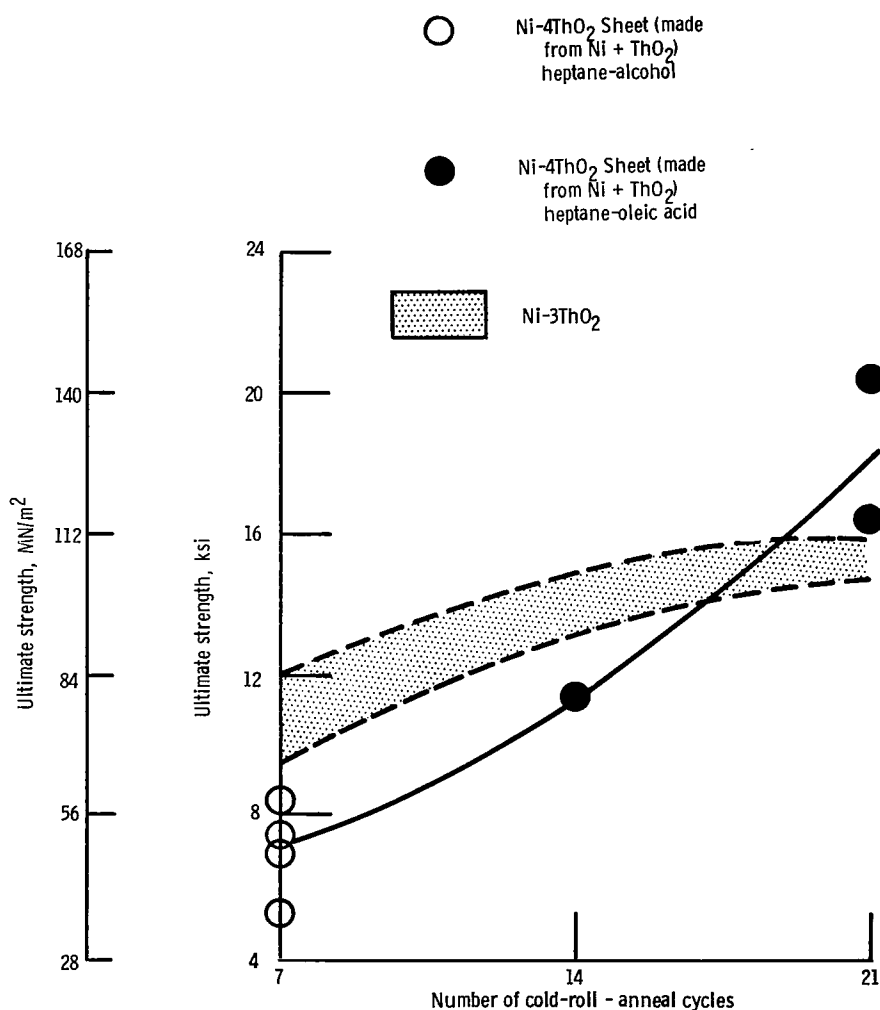 Ni-4ThO2 Sheet (made
from Ni + ThO2)
heptane-alcohol
Ni-4ThO2 Sheet (made
from Ni + ThO2)
heptane-oleic acid
Ni-3ThO2
168
140
112
84
56
28
Ultimate strength, MN/m2
24
20
16
12
8
4
Ultimate strength, ksi
7
14
21
Number of cold-roll - anneal cycles